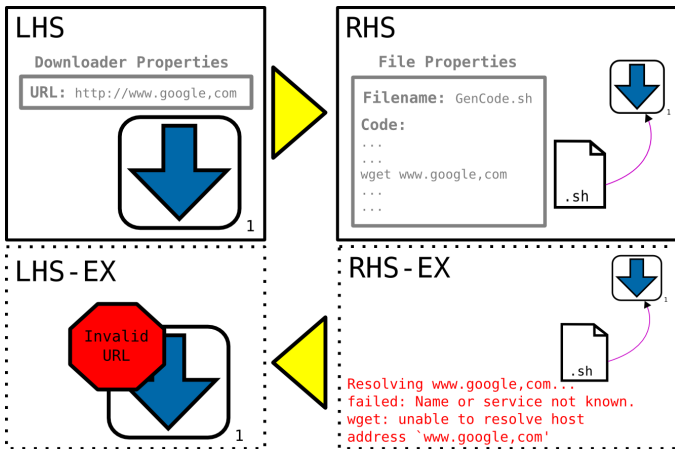 LHS
Downloader Properties
URL: http://www.google,com
1
RHS
File Properties
Filename: GenCode.sh
Code:
...
...
wget www.google,com
...
...
1
.sh
LHS-EX
Invalid
URL
1
RHS-EX
1
.sh
Resolving www.google,com...
failed: Name or service not known.
wget: unable to resolve host
address `www.google,com'